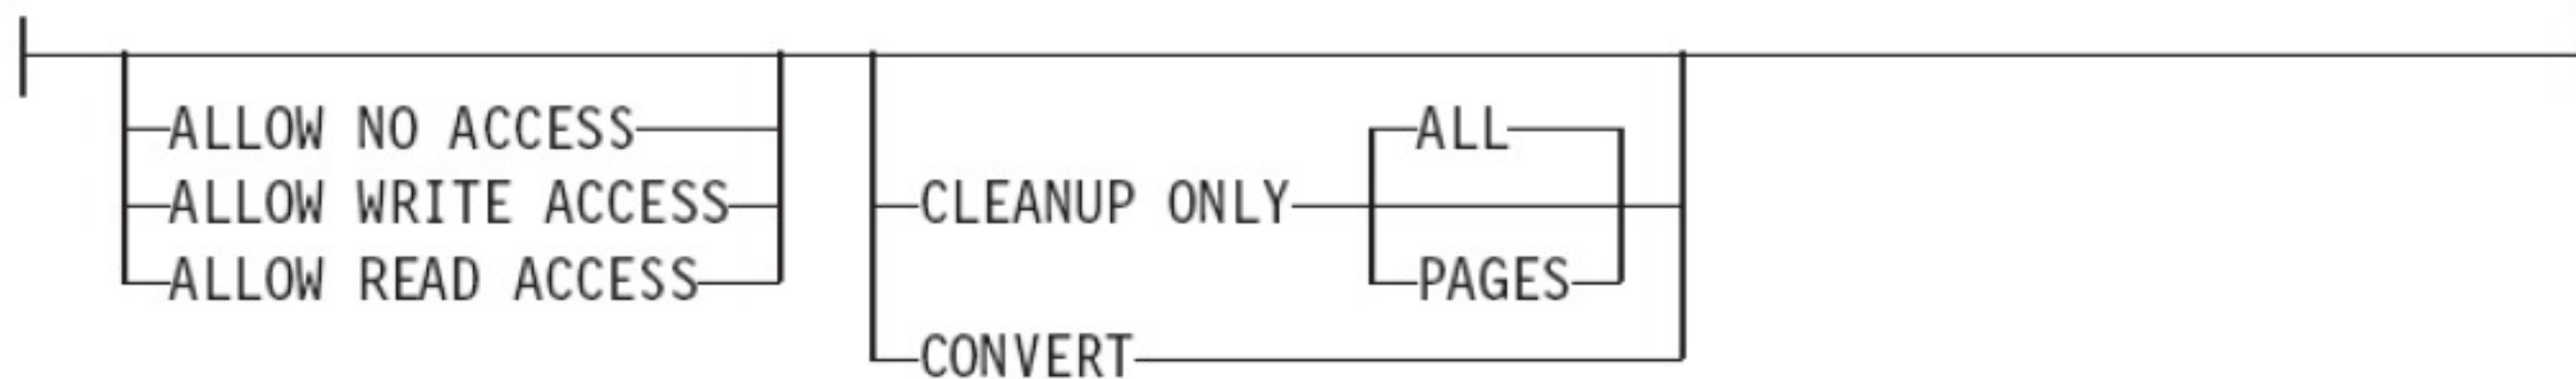 ALLOW NO ACCESS
ALLOW WRITE ACCESS
ALLOW READ ACCESS
ALL
CLEANUP ONLY
PAGES
CONVERT